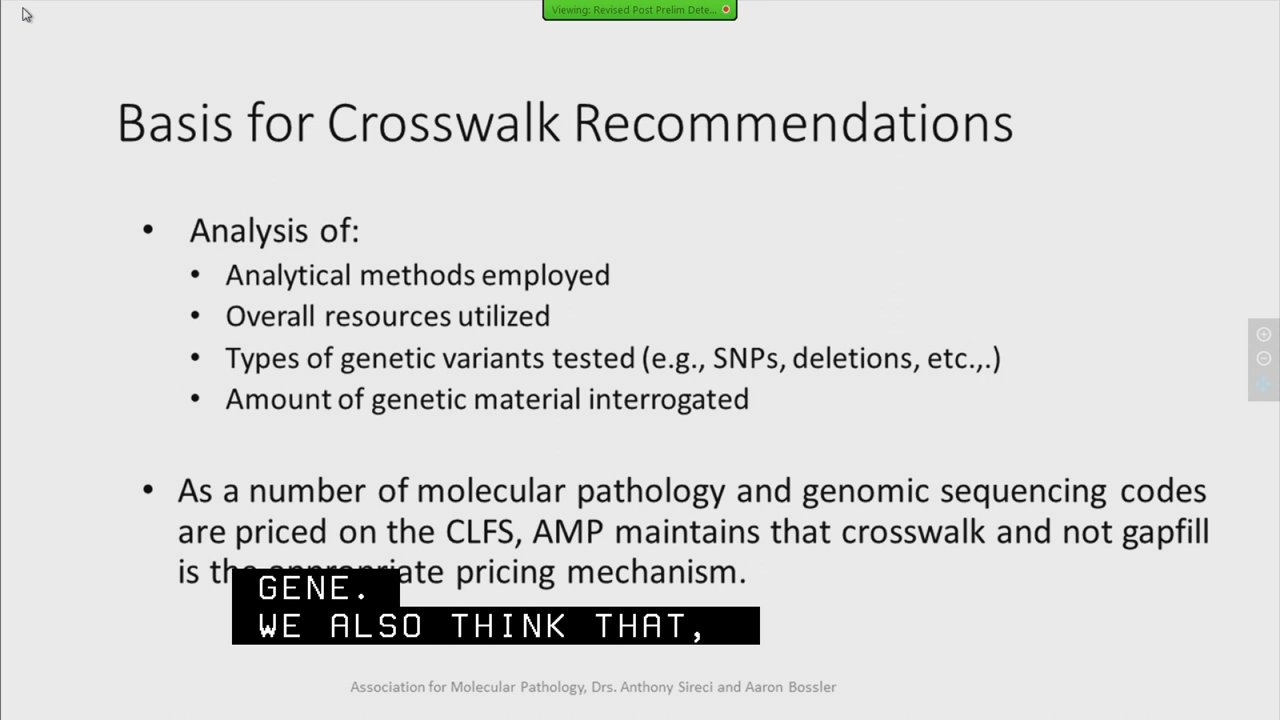 Viewing: Revised Post Prelim Dete...
Basis for Crosswalk Recommendations
• Analysis of:
• Analytical methods employed
• Overall resources utilized
• Types of genetic variants tested (e.g., SNPs, deletions, etc.,.)
• Amount of genetic material interrogated
• As a number of molecular pathology and genomic sequencing codes
are priced on the CLFS, AMP maintains that crosswalk and not gapfill
is the appropriate pricing mechanism.
GENE.
WE ALSO THINK THAT,
Association for Molecular Pathology, Drs. Anthony Sireci and Aaron Bossler